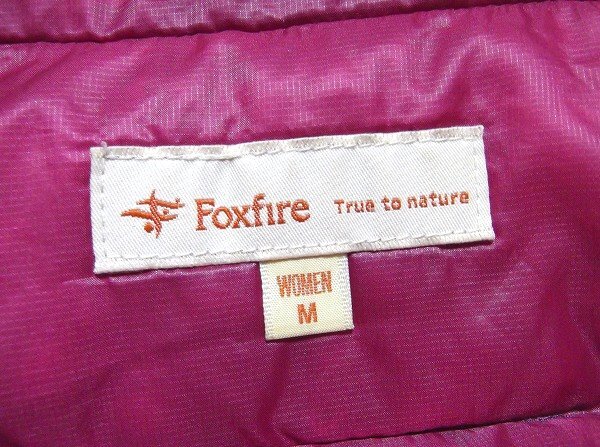 Foxfire True to nature
WOMEN
M